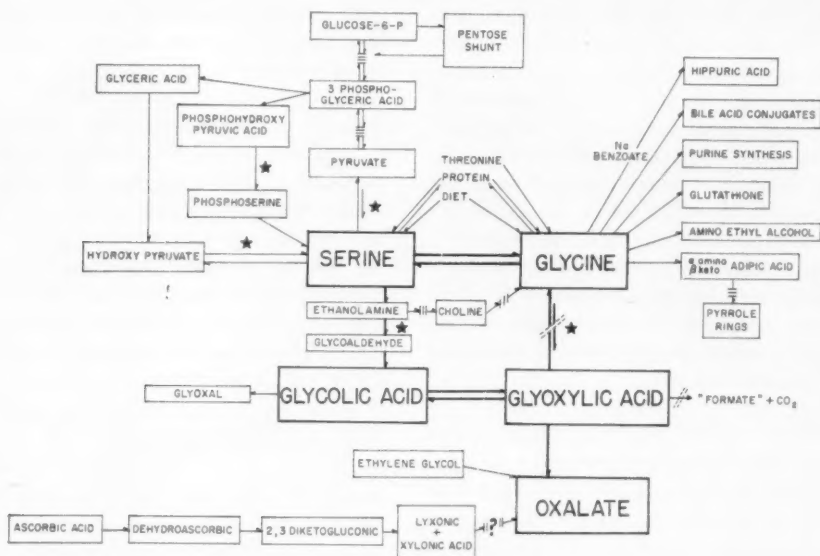 GLUCOSE-6-P
PENTOSE
SHUNT
GLYCERIC ACID
3 PHOSPHO-
GLYCERIC ACID
HIPPURIC ACID
PHOSPHOHYDROXY
PYRUVIC ACID
BILE ACID CONJUGATES
Na
BENZOATE
PYRUVATE
THREONINE
PROTEIN
DIET
PURINE SYNTHESIS
PHOSPHOSERINE
GLUTATHIONE
AMINO ETHYL ALCOHOL
HYDROXY PYRUVATE
SERINE
GLYCINE
α amino
β keto ADIPIC ACID
!
ETHANOLAMINE
CHOLINE
PYRROLE
RINGS
GLYCOALDEHYDE
GLYOXAL
GLYCOLIC ACID
GLYOXYLIC ACID
"FORMATE" + CO2
ETHYLENE GLYCOL
OXALATE
ASCORBIC ACID
DEHYDROASCORBIC
2,3 DIKETOGLUCONIC
LYXONIC
+
XYLONIC ACID
?